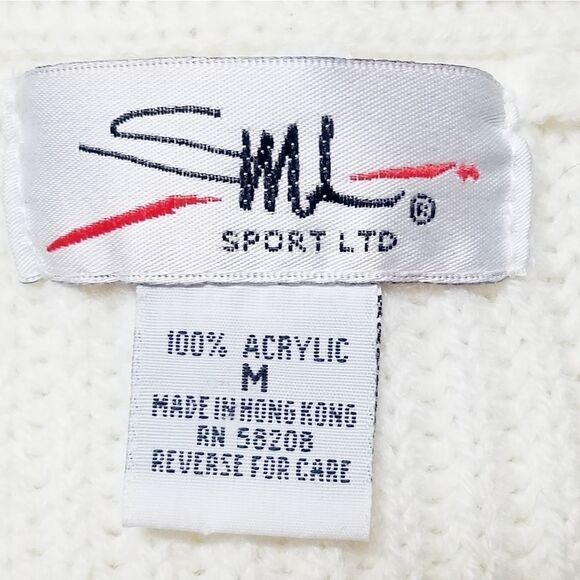 SML ®
SPORT LTD
100% ACRYLIC
M
MADE IN HONG KONG
RN 58208
REVERSE FOR CARE